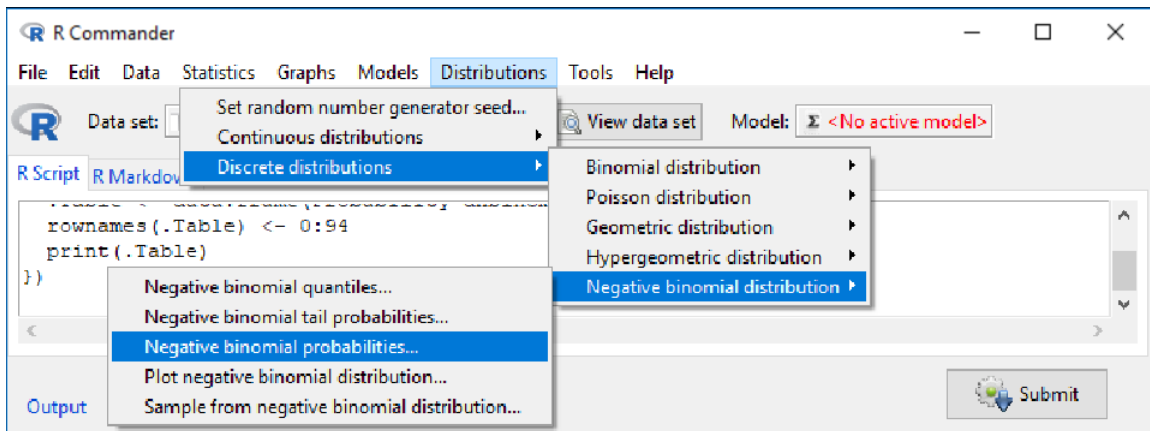 R R Commander
File Edit Data Statistics Graphs Models Distributions Tools Help
R Data set: View data set Model: Σ <No active model>
Set random number generator seed...
Continuous distributions
Discrete distributions
Binomial distribution
Poisson distribution
Geometric distribution
Hypergeometric distribution
Negative binomial distribution
R Script R Markdow
rownames(.Table) <- 0:94
print(.Table)
})
Negative binomial quantiles...
Negative binomial tail probabilities...
Negative binomial probabilities...
Plot negative binomial distribution...
Sample from negative binomial distribution...
Output Submit